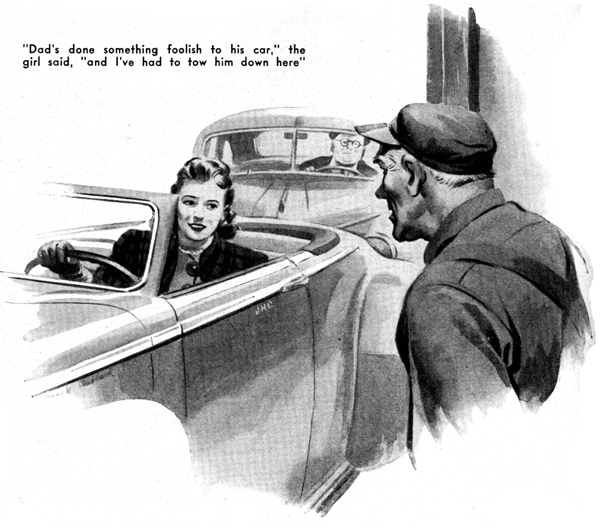 "Dad's done something foolish to his car," the
girl said, "and I've had to tow him down here"
J.H.C